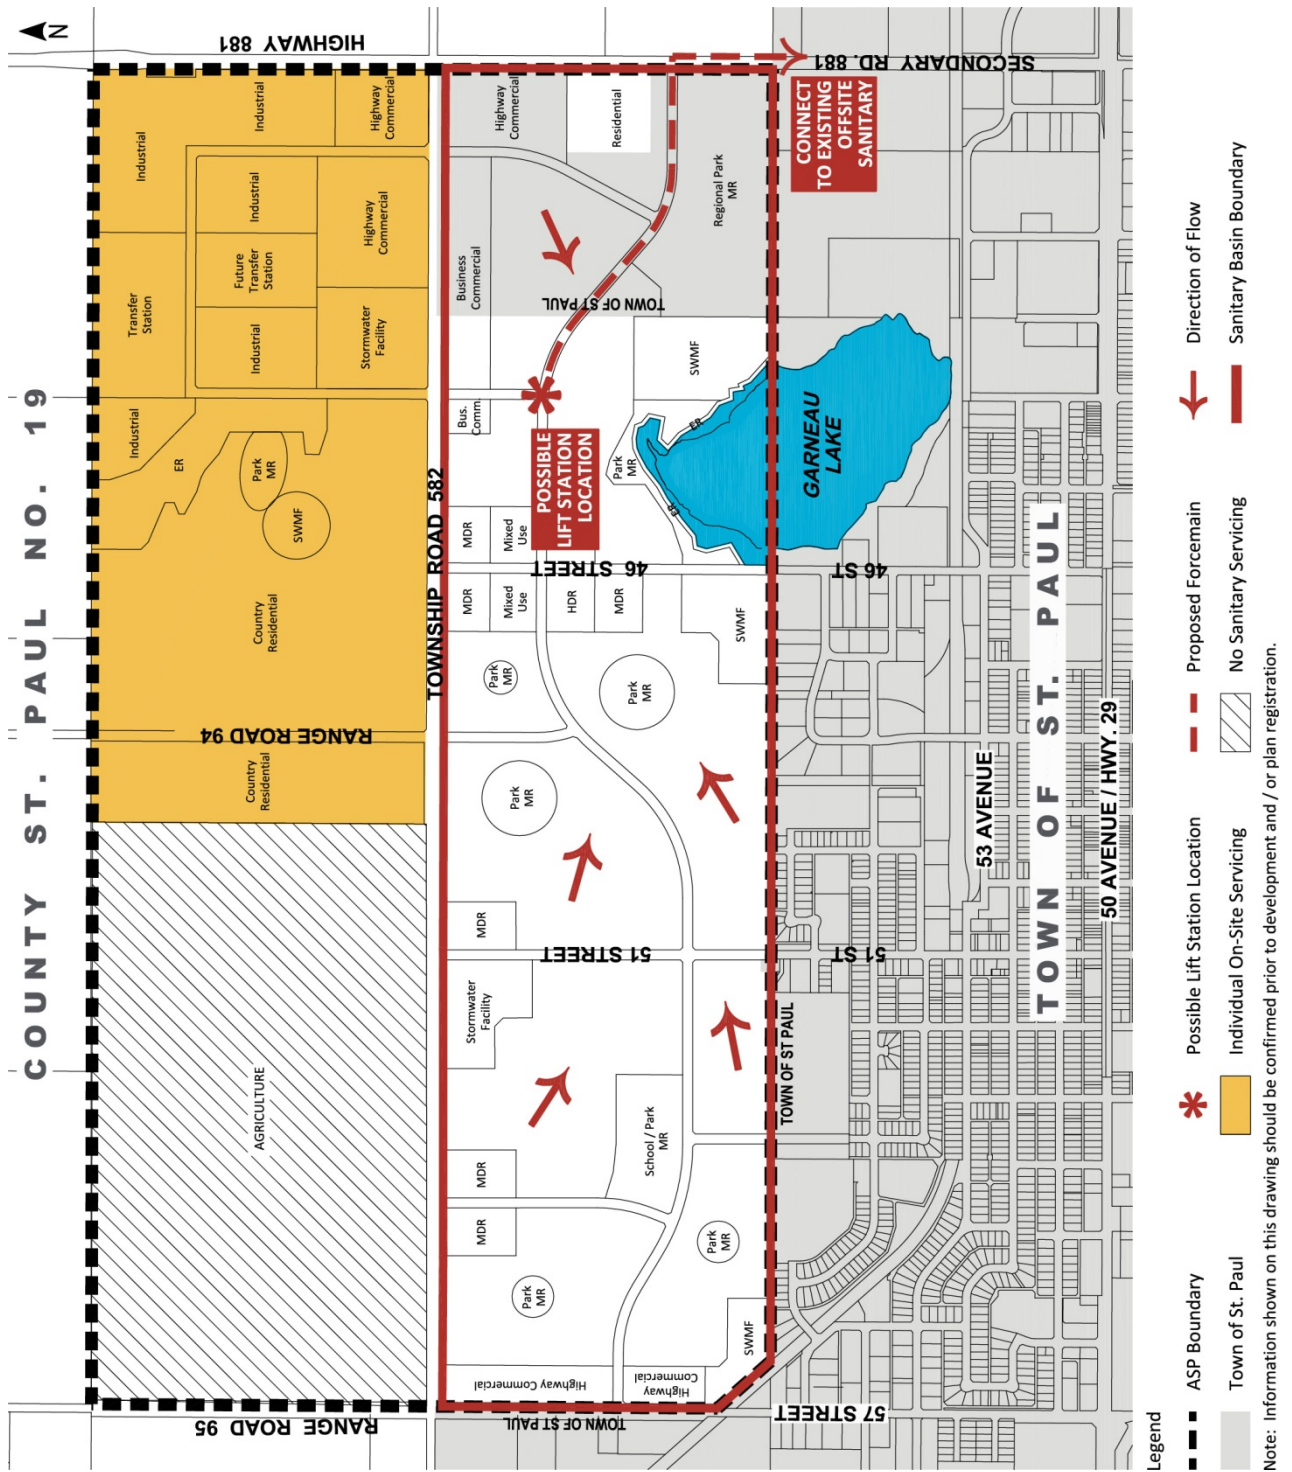 N
COUNTY ST. PAUL NO. 19
HIGHWAY 881
RANGE ROAD 95
RANGE ROAD 94
AGRICULTURE
Country
Residential
Country
Residential
SWMF
Park
MR
ER
Industrial
Transfer
Station
Industrial
Industrial
Industrial
Future
Transfer
Station
Industrial
Stormwater
Facility
Highway
Commercial
Highway
Commercial
TOWNSHIP ROAD 582
TOWN OF ST PAUL
Highway Commercial
Highway
Commercial
Park
MR
MDR
MDR
School / Park
MR
Park
MR
SWMF
Stormwater
Facility
MDR
51 STREET
Park
MR
Park
MR
Park
MR
MDR
Mixed
Use
HDR
MDR
SWMF
46 STREET
MDR
Mixed
Use
POSSIBLE
LIFT STATION
LOCATION
Bus.
Comm.
Park
MR
ER
ER
SWMF
Business
Commercial
TOWN OF ST PAUL
Highway
Commercial
Residential
Regional Park
MR
CONNECT
TO EXISTING
OFFSITE
SANITARY
SECONDARY RD. 881
GARNEAU
LAKE
57 STREET
TOWN OF ST PAUL
51 ST
46 ST
53 AVENUE
TOWN OF ST. PAUL
50 AVENUE / HWY. 29
Legend
ASP Boundary
Possible Lift Station Location
Proposed Forcemain
Direction of Flow
Town of St. Paul
Individual On-Site Servicing
No Sanitary Servicing
Sanitary Basin Boundary
Note: Information shown on this drawing should be confirmed prior to development and / or plan registration.